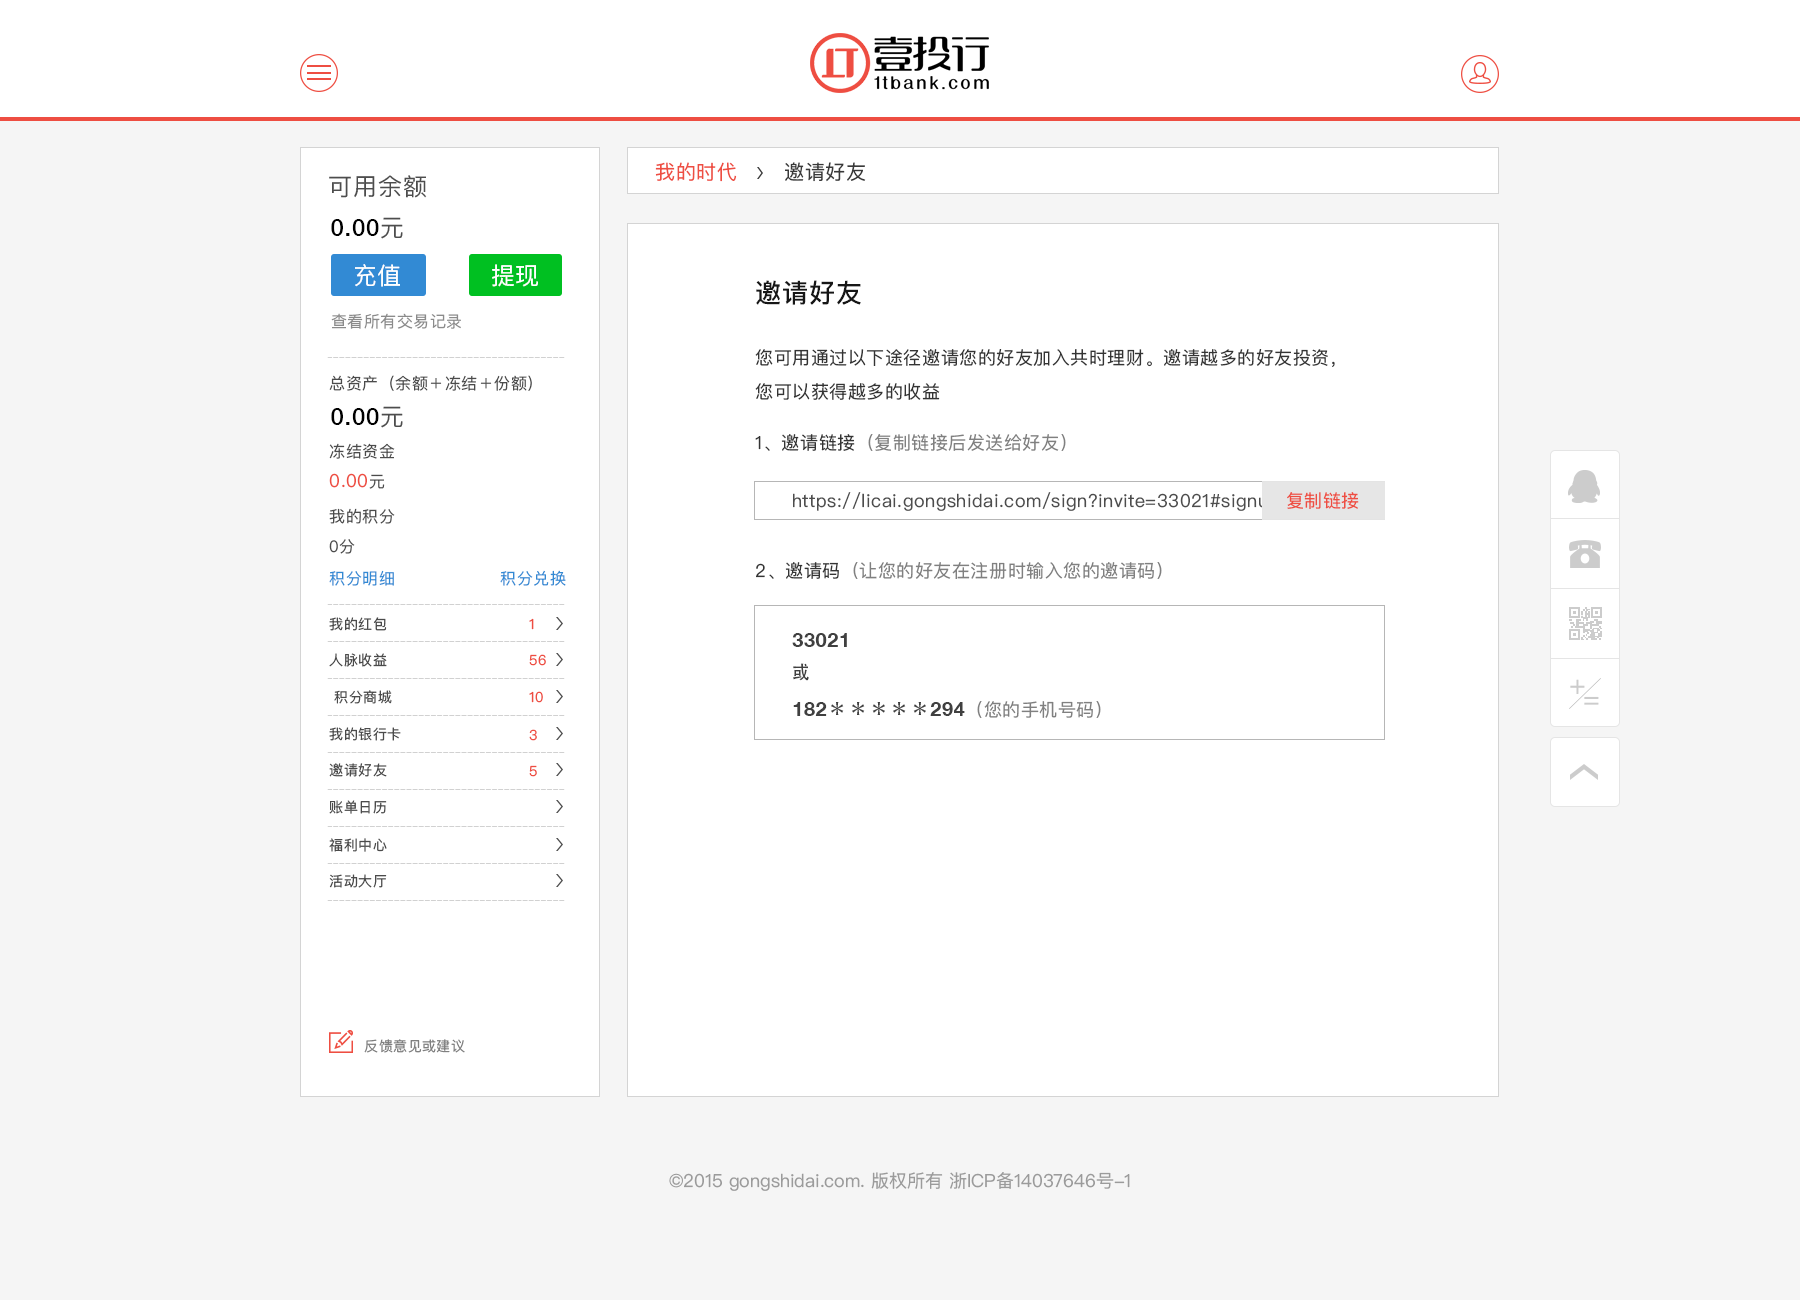 壹投行
1tbank.com
可用余额
0.00元
充值
提现
查看所有交易记录
总资产（余额＋冻结＋份额）
0.00元
冻结资金
0.00元
我的积分
0分
积分明细
积分兑换
我的红包 1
人脉收益 56
积分商城 10
我的银行卡 3
邀请好友 5
账单日历
福利中心
活动大厅
反馈意见或建议
我的时代 > 邀请好友
邀请好友
您可用通过以下途径邀请您的好友加入共时理财。邀请越多的好友投资，
您可以获得越多的收益
1、邀请链接（复制链接后发送给好友）
https://licai.gongshidai.com/sign?invite=33021#signu
复制链接
2、邀请码（让您的好友在注册时输入您的邀请码）
33021
或
182＊＊＊＊＊294（您的手机号码）
©2015 gongshidai.com. 版权所有 浙ICP备14037646号-1